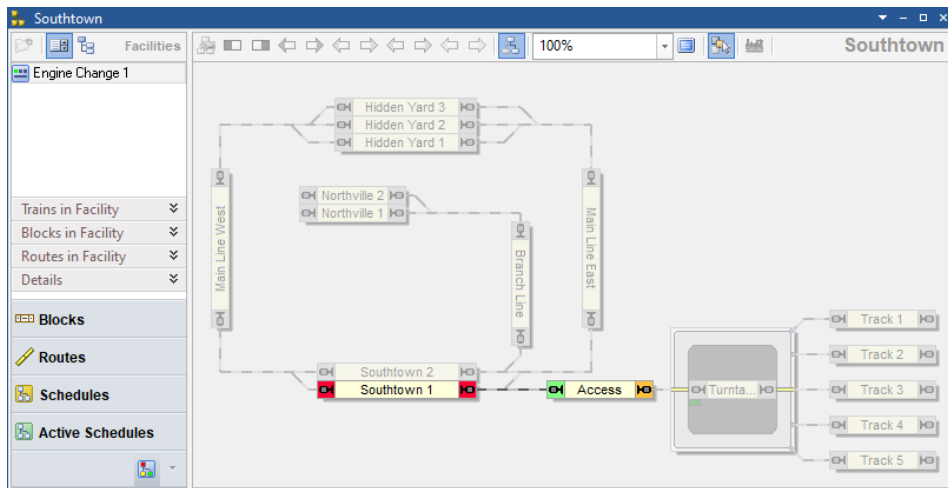 Southtown
Facilities
100%
Southtown
Engine Change 1
Trains in Facility
Blocks in Facility
Routes in Facility
Details
Blocks
Routes
Schedules
Active Schedules
Hidden Yard 3
Hidden Yard 2
Hidden Yard 1
Northville 2
Northville 1
Main Line West
Branch Line
Main Line East
Southtown 2
Southtown 1
Access
Turnta...
Track 1
Track 2
Track 3
Track 4
Track 5